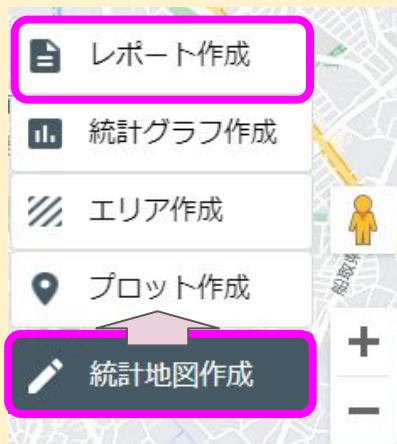 レポート作成
統計グラフ作成
エリア作成
プロット作成
統計地図作成
+
−